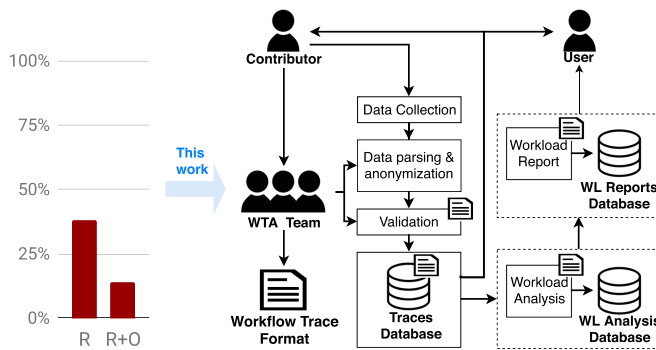 100%
75%
50%
25%
0%
R
R+O
This
work
Contributor
User
WTA Team
Workflow Trace
Format
Data Collection
Data parsing &
anonymization
Validation
Traces
Database
Workload
Report
WL Reports
Database
Workload
Analysis
WL Analysis
Database